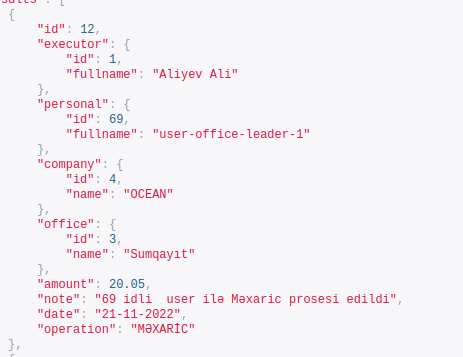 sults": [
{
"id": 12,
"executor": {
"id": 1,
"fullname": "Aliyev Ali"
},
"personal": {
"id": 69,
"fullname": "user-office-leader-1"
},
"company": {
"id": 4,
"name": "OCEAN"
},
"office": {
"id": 3,
"name": "Sumqayıt"
},
"amount": 20.05,
"note": "69 idli  user ilə Məxaric prosesi edildi",
"date": "21-11-2022",
"operation": "MƏXARİC"
},
{